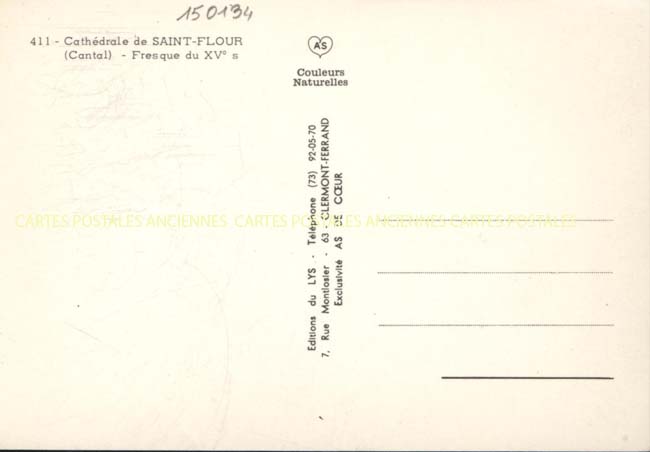 150134
411 - Cathédrale de SAINT-FLOUR
(Cantal) - Fresque du XVe s
AS
Couleurs
Naturelles
Editions du LYS - Téléphone (73) 92-05-70
7, Rue Montlosier - 63 - CLERMONT-FERRAND
Exclusivité AS DE CŒUR
CARTES POSTALES ANCIENNES CARTES POSTALES ANCIENNES CARTES POSTALES